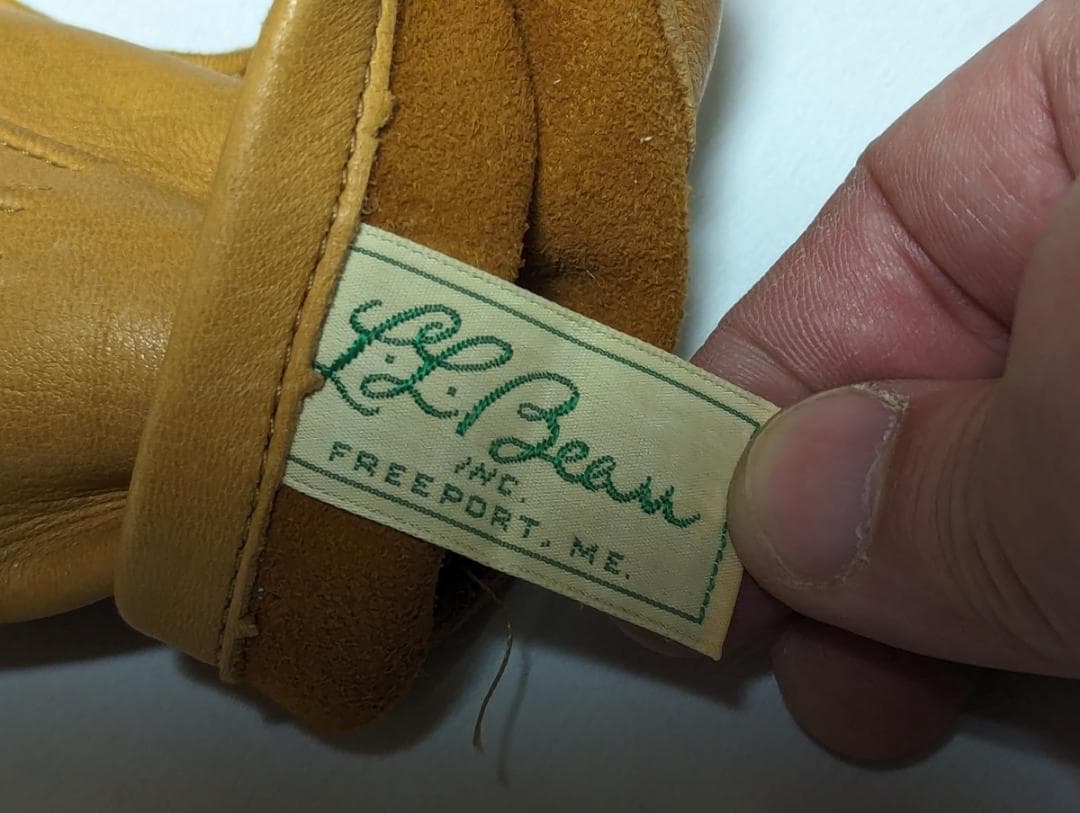 L.L. Bean
INC.
FREEPORT, ME.